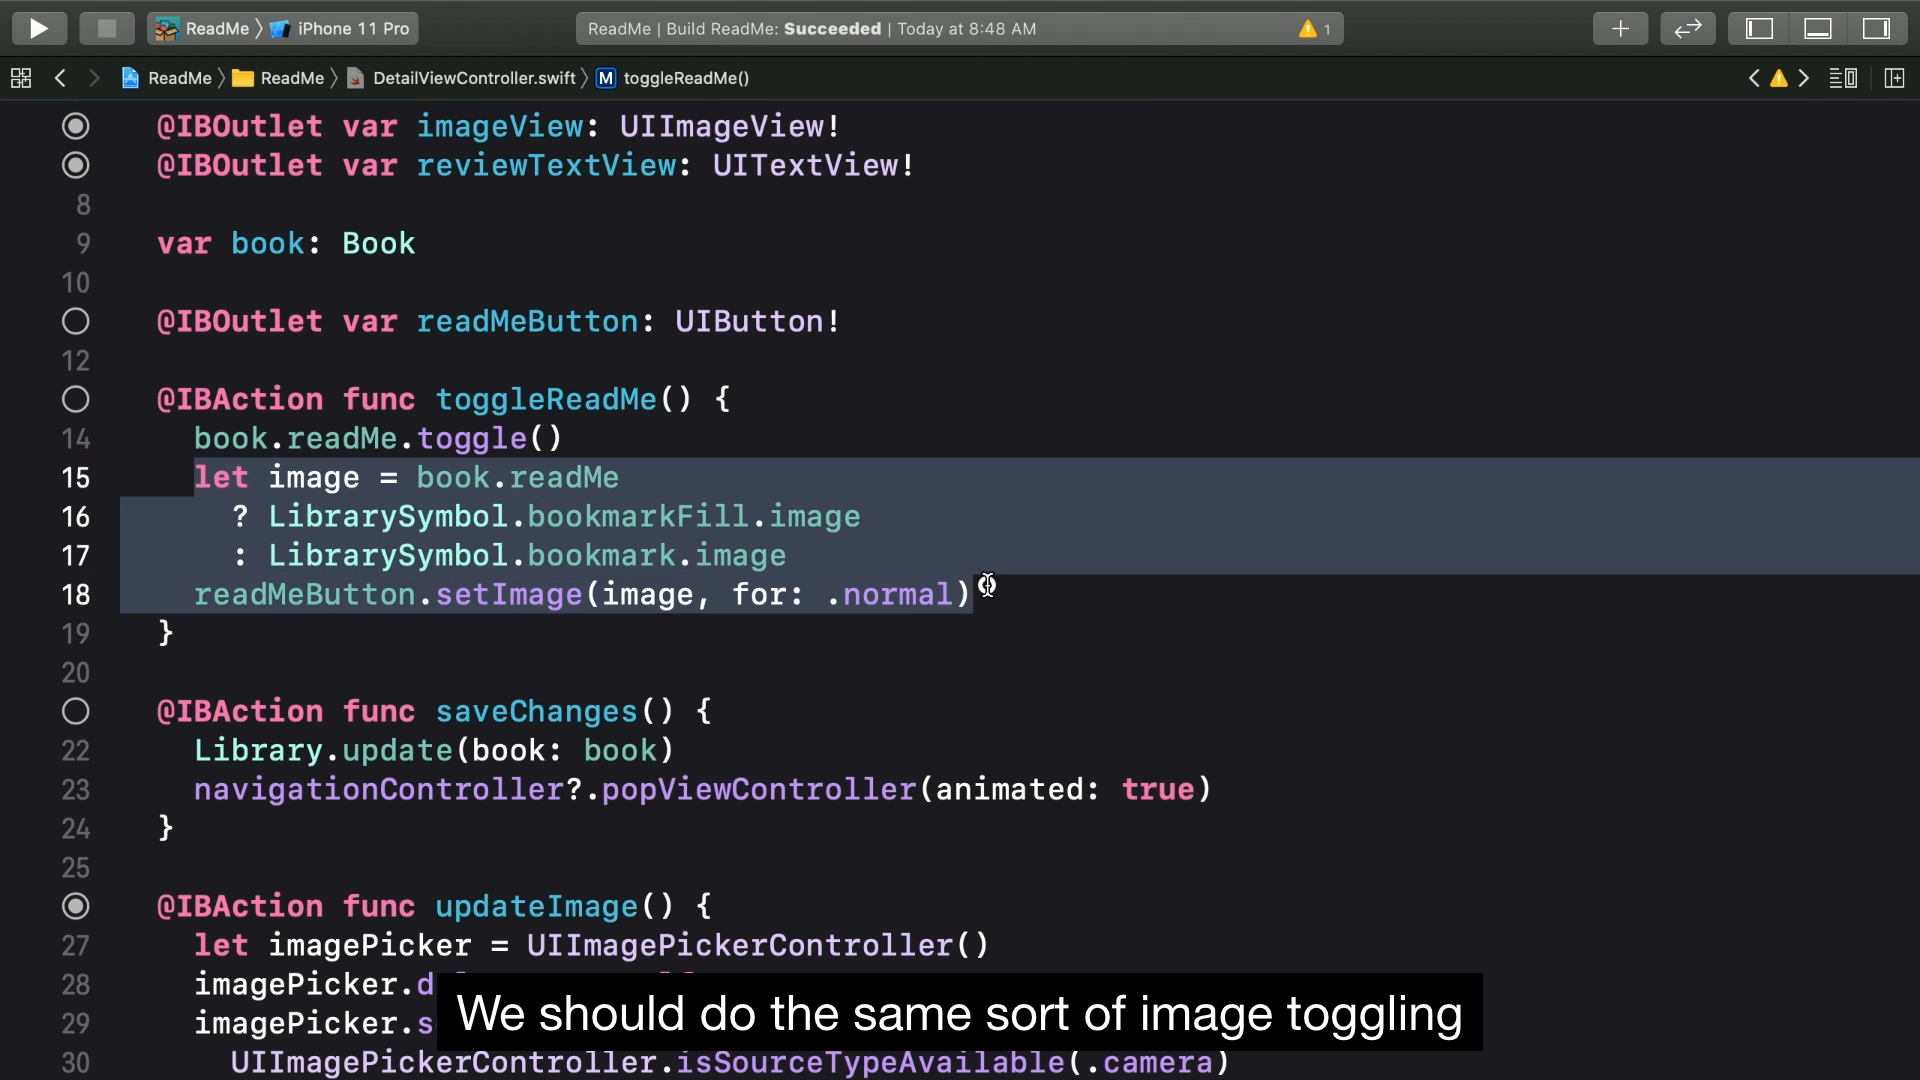 ReadMe 〉 iPhone 11 Pro
ReadMe | Build ReadMe: Succeeded | Today at 8:48 AM
1
ReadMe 〉 ReadMe 〉 DetailViewController.swift 〉 M toggleReadMe()
@IBOutlet var imageView: UIImageView!
@IBOutlet var reviewTextView: UITextView!
8
9 var book: Book
10
@IBOutlet var readMeButton: UIButton!
12
@IBAction func toggleReadMe() {
14 book.readMe.toggle()
15 let image = book.readMe
16 ? LibrarySymbol.bookmarkFill.image
17 : LibrarySymbol.bookmark.image
18 readMeButton.setImage(image, for: .normal)
19 }
20
@IBAction func saveChanges() {
22 Library.update(book: book)
23 navigationController?.popViewController(animated: true)
24 }
25
@IBAction func updateImage() {
27 let imagePicker = UIImagePickerController()
28 imagePicker.d
29 imagePicker.s
We should do the same sort of image toggling
30 UIImagePickerController.isSourceTypeAvailable(.camera)